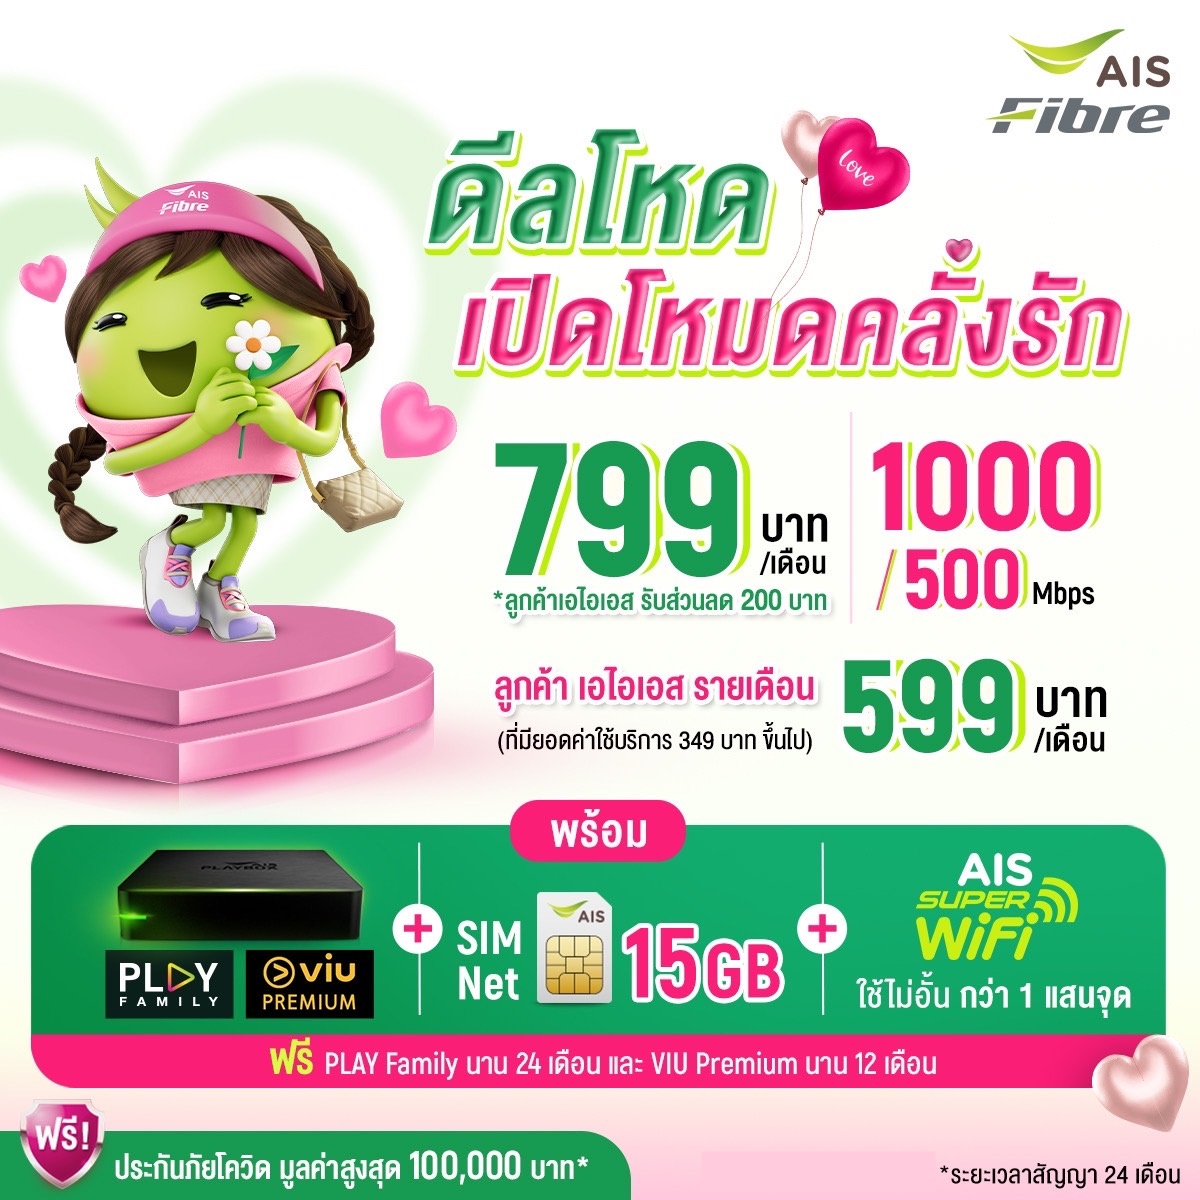 AIS
Fibre
AIS
Fibre
ดีลโหด
Love
เปิดโหมดคลั่งรัก
799 บาท
/เดือน
*ลูกค้าเอไอเอส รับส่วนลด 200 บาท
1000
/500 Mbps
ลูกค้า เอไอเอส รายเดือน
(ที่มียอดค่าใช้บริการ 349 บาท ขึ้นไป)
599 บาท
/เดือน
พร้อม
AIS
PLAYBOX
PLAY
FAMILY
viu
PREMIUM
+
SIM
Net
AIS
15GB
+
AIS
SUPER
WiFi
ใช้ไม่อั้น กว่า 1 แสนจุด
ฟรี PLAY Family นาน 24 เดือน และ VIU Premium นาน 12 เดือน
ฟรี!
ประกันภัยโควิด มูลค่าสูงสุด 100,000 บาท*
*ระยะเวลาสัญญา 24 เดือน